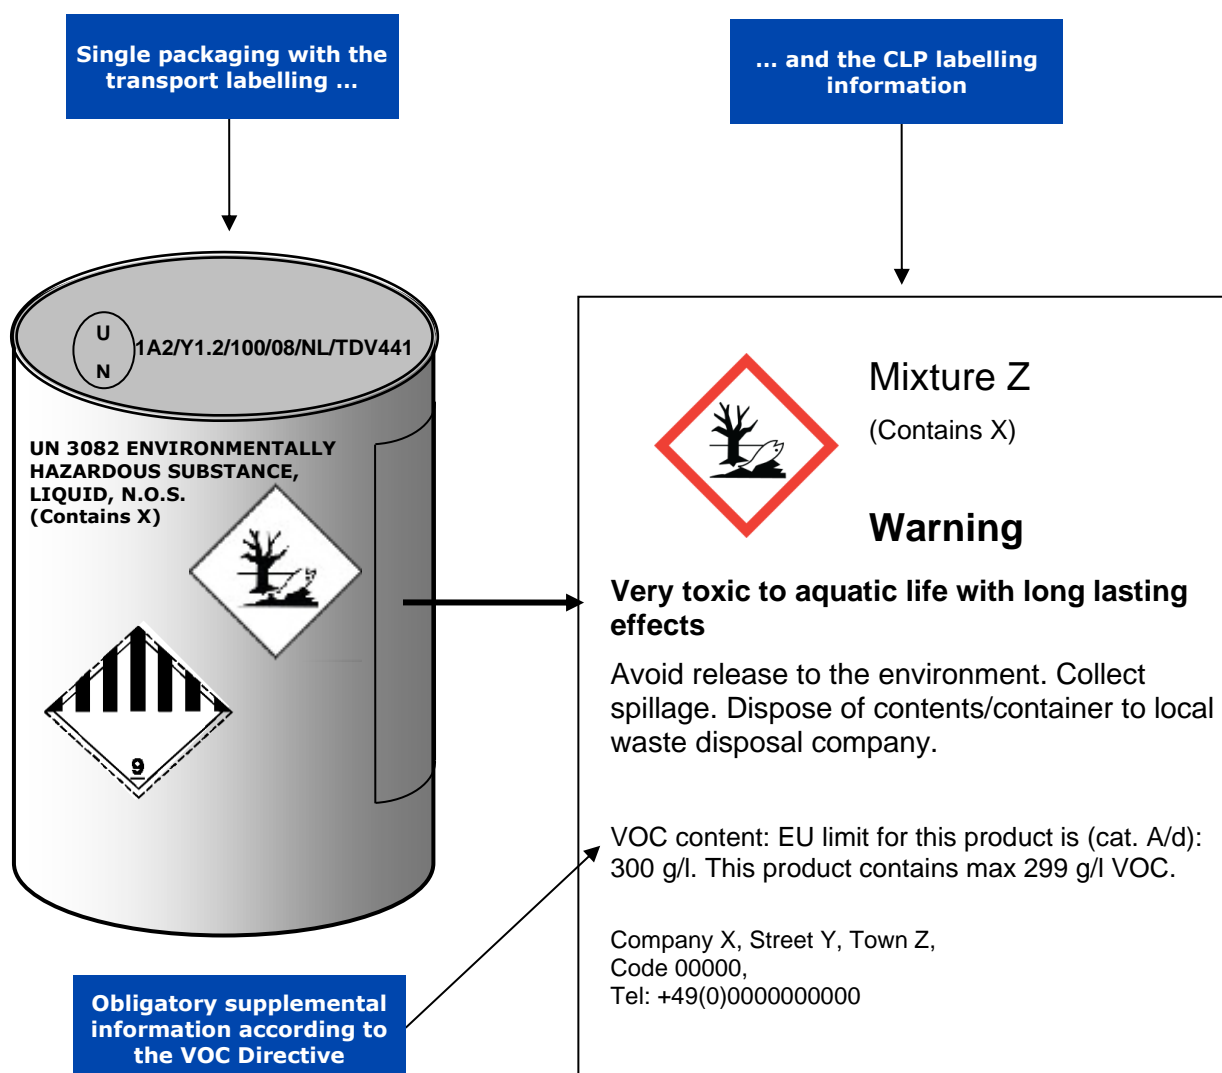 Single packaging with the
transport labelling ...
... and the CLP labelling
information
U
N
1A2/Y1.2/100/08/NL/TDV441
UN 3082 ENVIRONMENTALLY
HAZARDOUS SUBSTANCE,
LIQUID, N.O.S.
(Contains X)
9
Mixture Z
(Contains X)
Warning
Very toxic to aquatic life with long lasting
effects
Avoid release to the environment. Collect
spillage. Dispose of contents/container to local
waste disposal company.
VOC content: EU limit for this product is (cat. A/d):
300 g/l. This product contains max 299 g/l VOC.
Company X, Street Y, Town Z,
Code 00000,
Tel: +49(0)0000000000
Obligatory supplemental
information according to
the VOC Directive